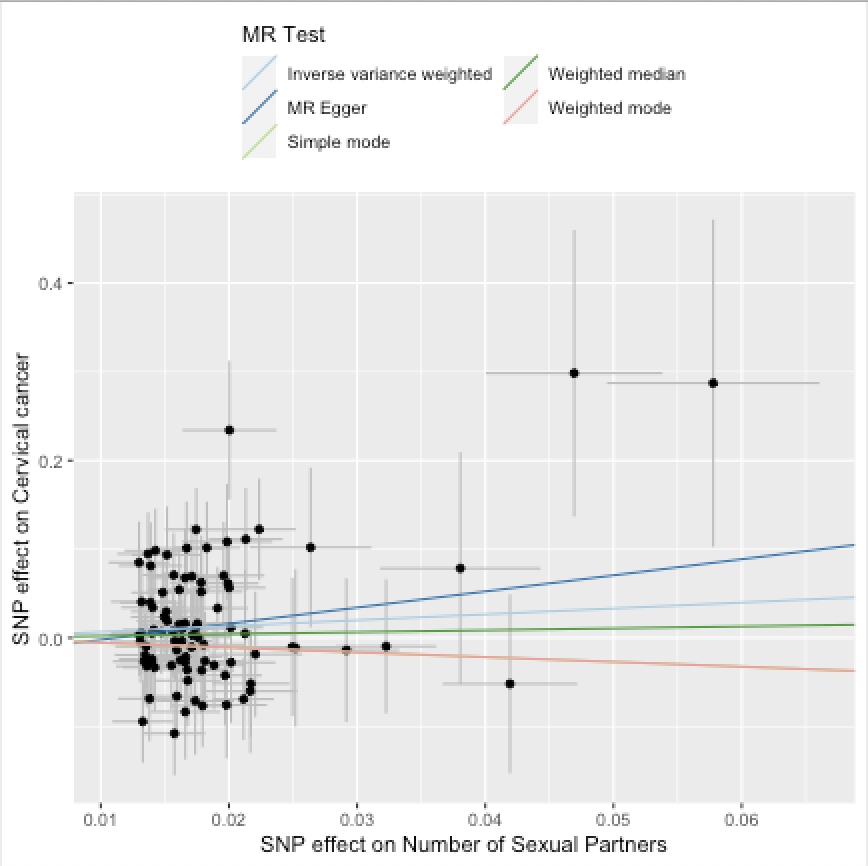 MR Test
Inverse variance weighted
Weighted median
MR Egger
Weighted mode
Simple mode
SNP effect on Cervical cancer
0.4
0.2
0.0
0.01
0.02
0.03
0.04
0.05
0.06
SNP effect on Number of Sexual Partners